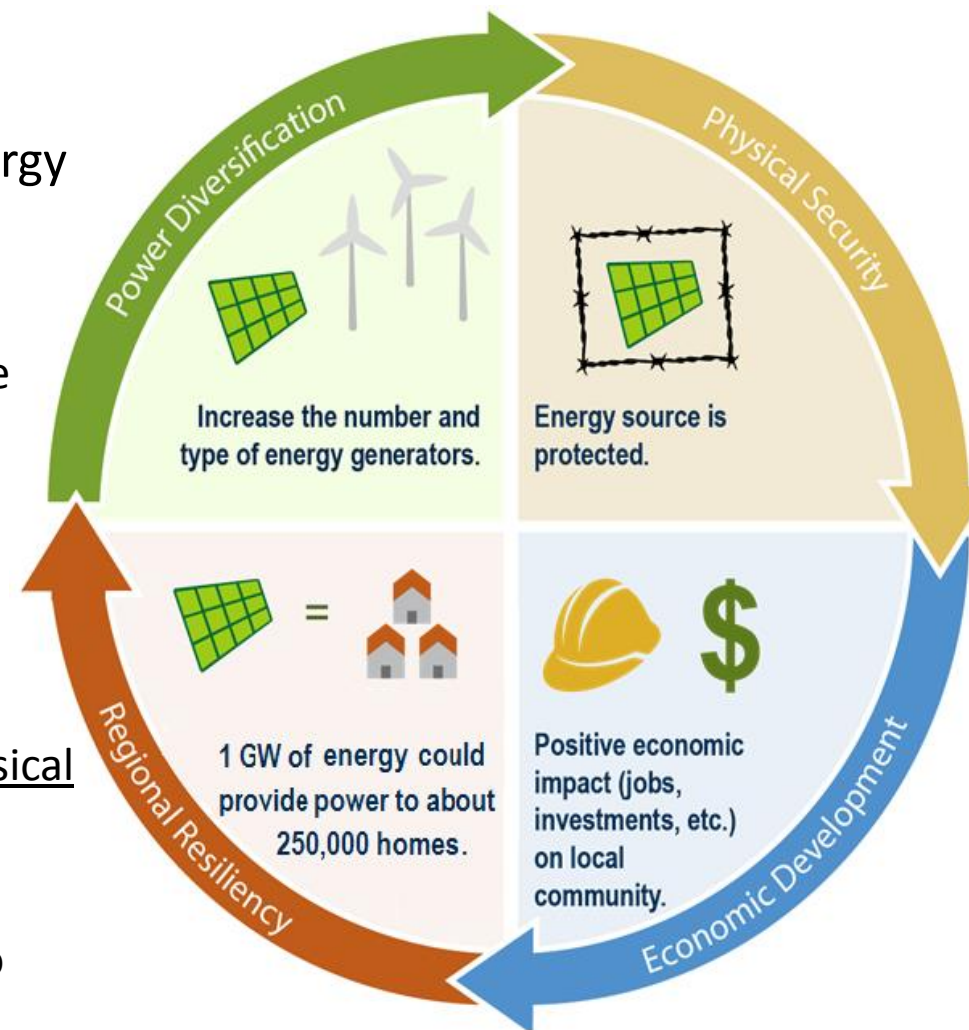 rgy
e
sical
Power Diversification
Increase the number and
type of energy generators.
Physical Security
Energy source is
protected.
Regional Resiliency
=
1 GW of energy could
provide power to about
250,000 homes.
Economic Development
$
Positive economic
impact (jobs,
investments, etc.)
on local
community.